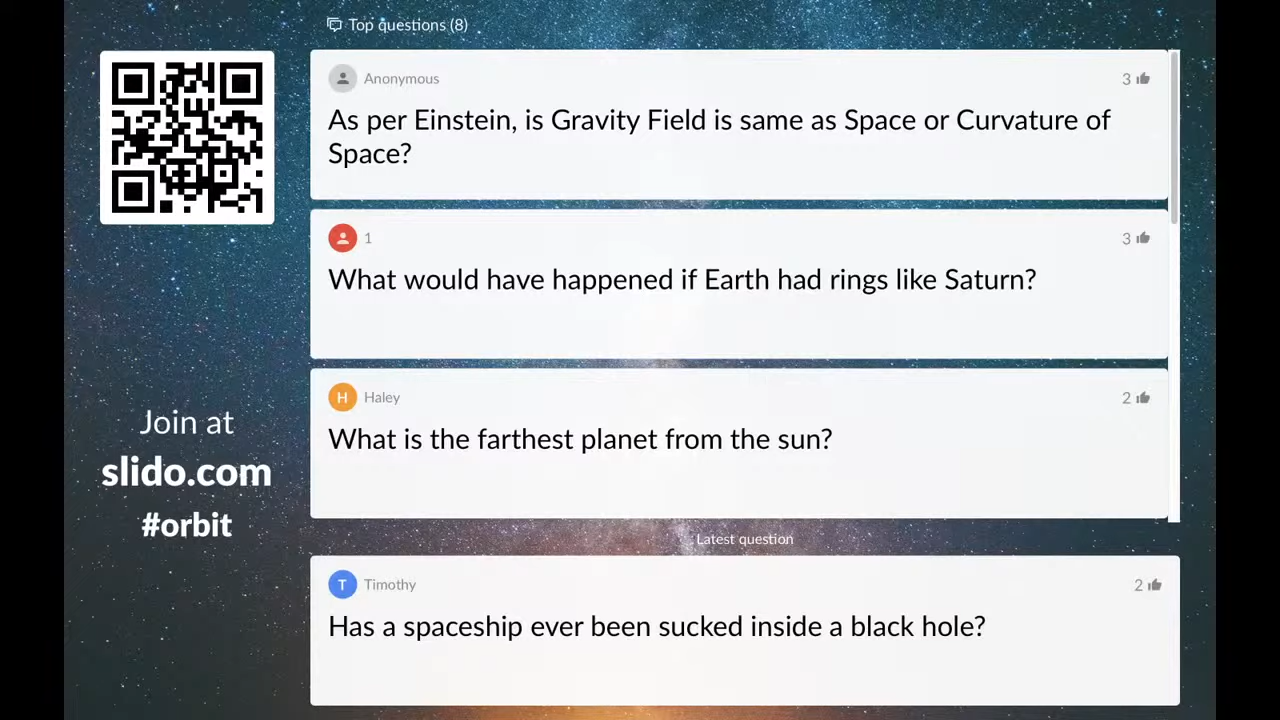 Top questions (8)
Anonymous
3
As per Einstein, is Gravity Field is same as Space or Curvature of
Space?
1
3
What would have happened if Earth had rings like Saturn?
H
Haley
2
What is the farthest planet from the sun?
Join at
slido.com
#orbit
Latest question
T
Timothy
2
Has a spaceship ever been sucked inside a black hole?